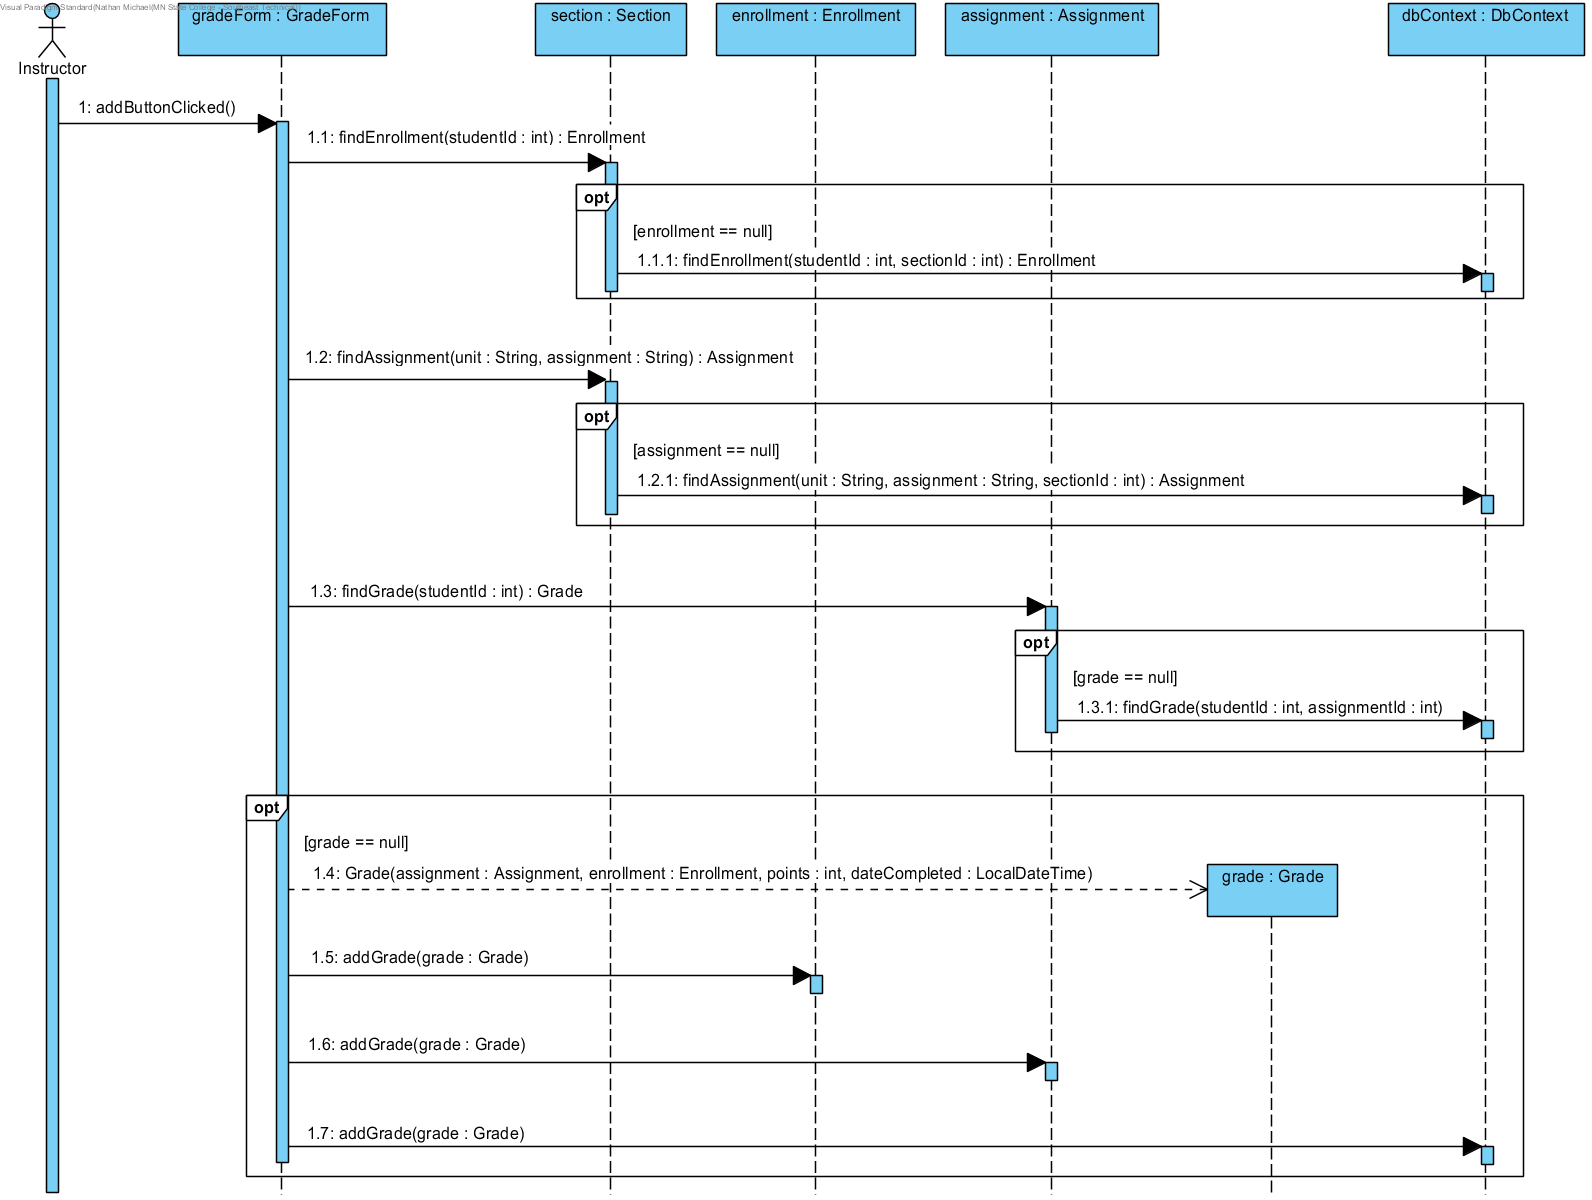 Visual Paradigm Standard(Nathan Michael(MN State College - Southeast Technical))
gradeForm : GradeForm
section : Section
enrollment : Enrollment
assignment : Assignment
dbContext : DbContext
Instructor
1: addButtonClicked()
1.1: findEnrollment(studentId : int) : Enrollment
opt
[enrollment == null]
1.1.1: findEnrollment(studentId : int, sectionId : int) : Enrollment
1.2: findAssignment(unit : String, assignment : String) : Assignment
opt
[assignment == null]
1.2.1: findAssignment(unit : String, assignment : String, sectionId : int) : Assignment
1.3: findGrade(studentId : int) : Grade
opt
[grade == null]
1.3.1: findGrade(studentId : int, assignmentId : int)
opt
[grade == null]
1.4: Grade(assignment : Assignment, enrollment : Enrollment, points : int, dateCompleted : LocalDateTime)
grade : Grade
1.5: addGrade(grade : Grade)
1.6: addGrade(grade : Grade)
1.7: addGrade(grade : Grade)